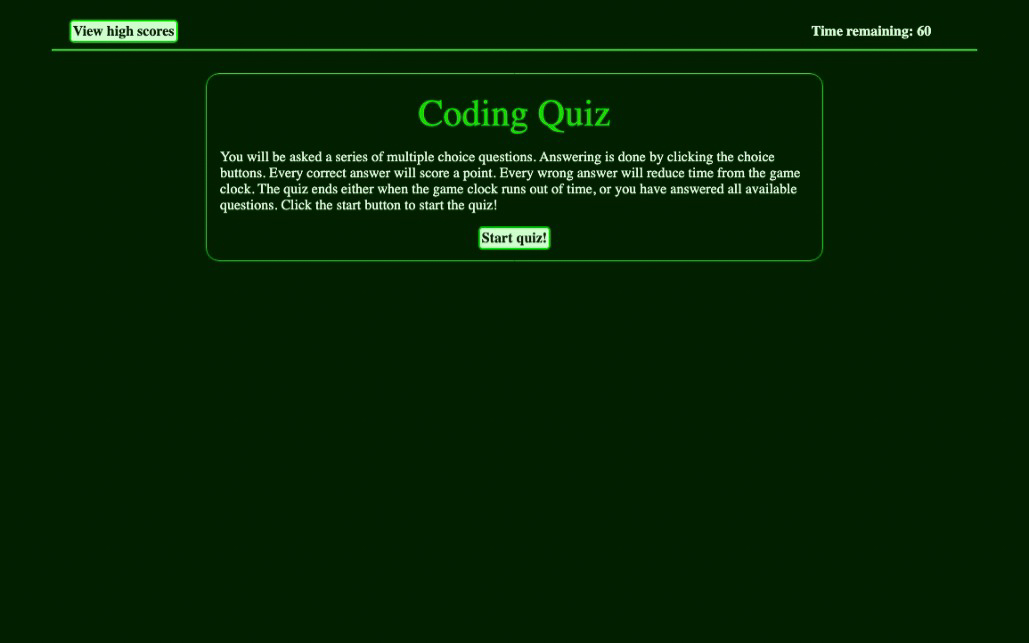 View high scores
Time remaining: 60
Coding Quiz
You will be asked a series of multiple choice questions. Answering is done by clicking the choice
buttons. Every correct answer will score a point. Every wrong answer will reduce time from the game
clock. The quiz ends either when the game clock runs out of time, or you have answered all available
questions. Click the start button to start the quiz!
Start quiz!